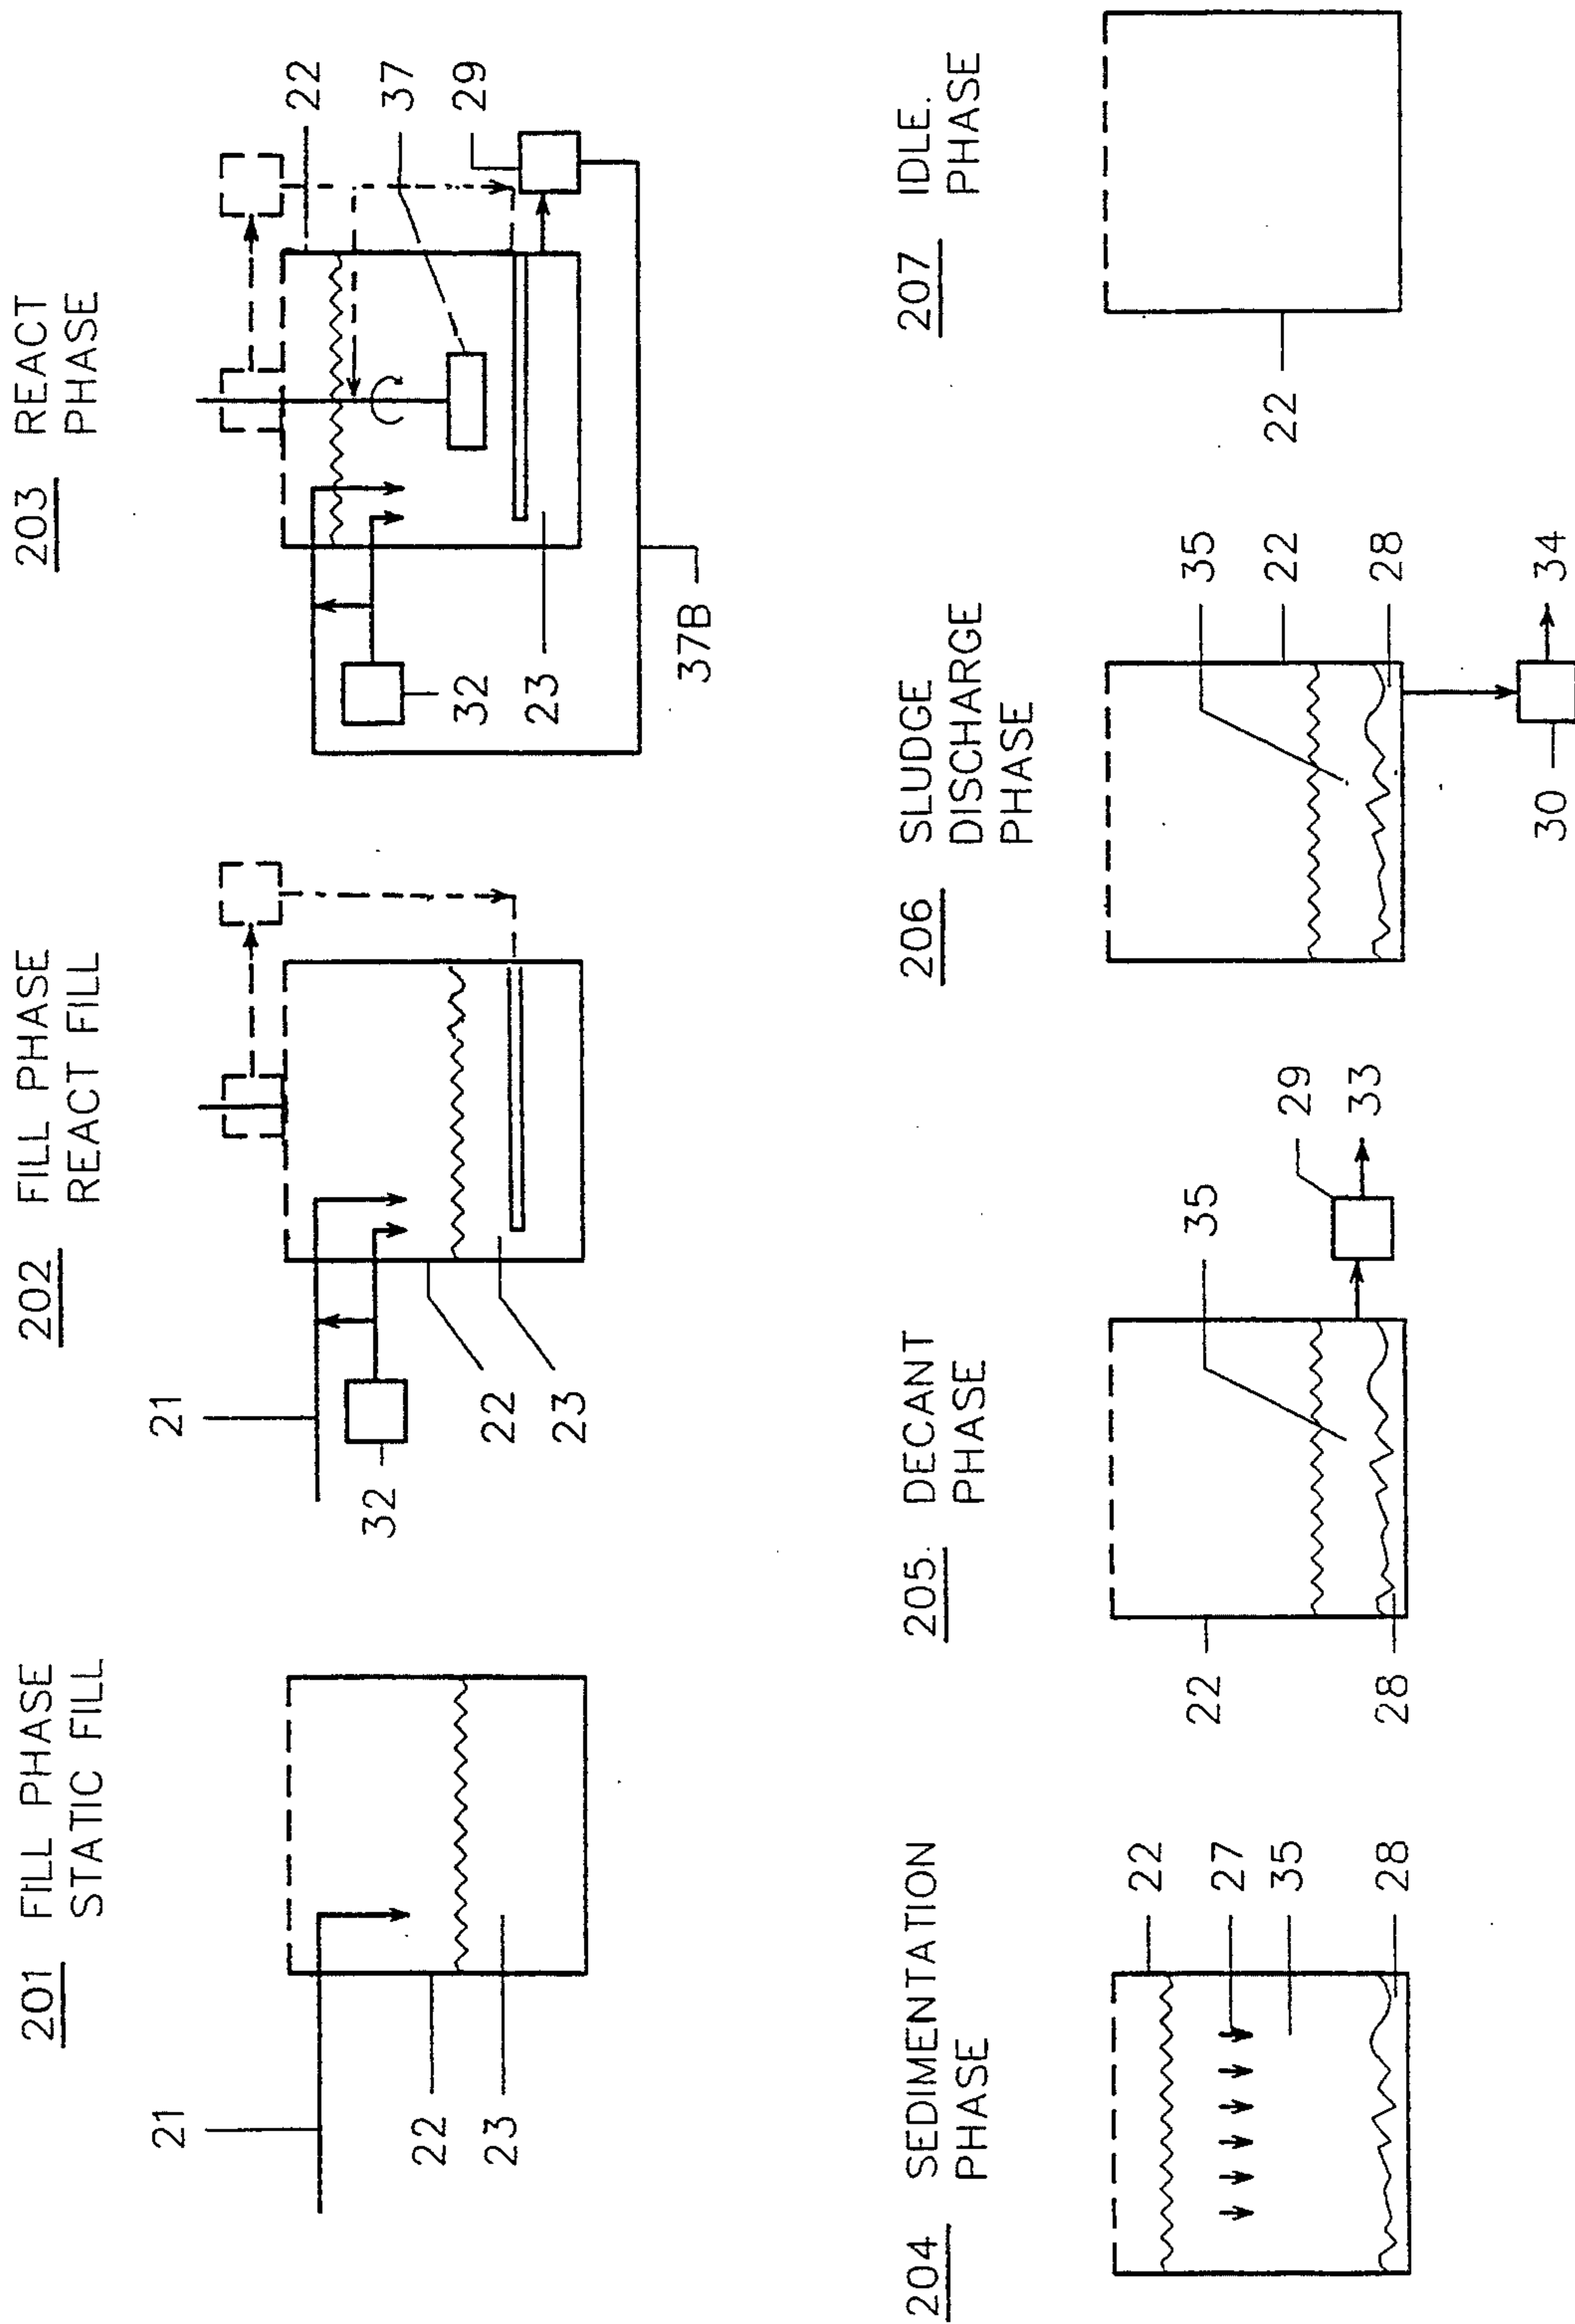 201 FILL PHASE
STATIC FILL
21
22
23
202 FILL PHASE
REACT FILL
21
32
22
23
203 REACT
PHASE
22
37
29
32
23
37B
204 SEDIMENTATION
PHASE
22
27
35
28
205. DECANT
PHASE
35
29
33
22
28
206 SLUDGE
DISCHARGE
PHASE
35
22
28
34
30
207 IDLE.
PHASE
22